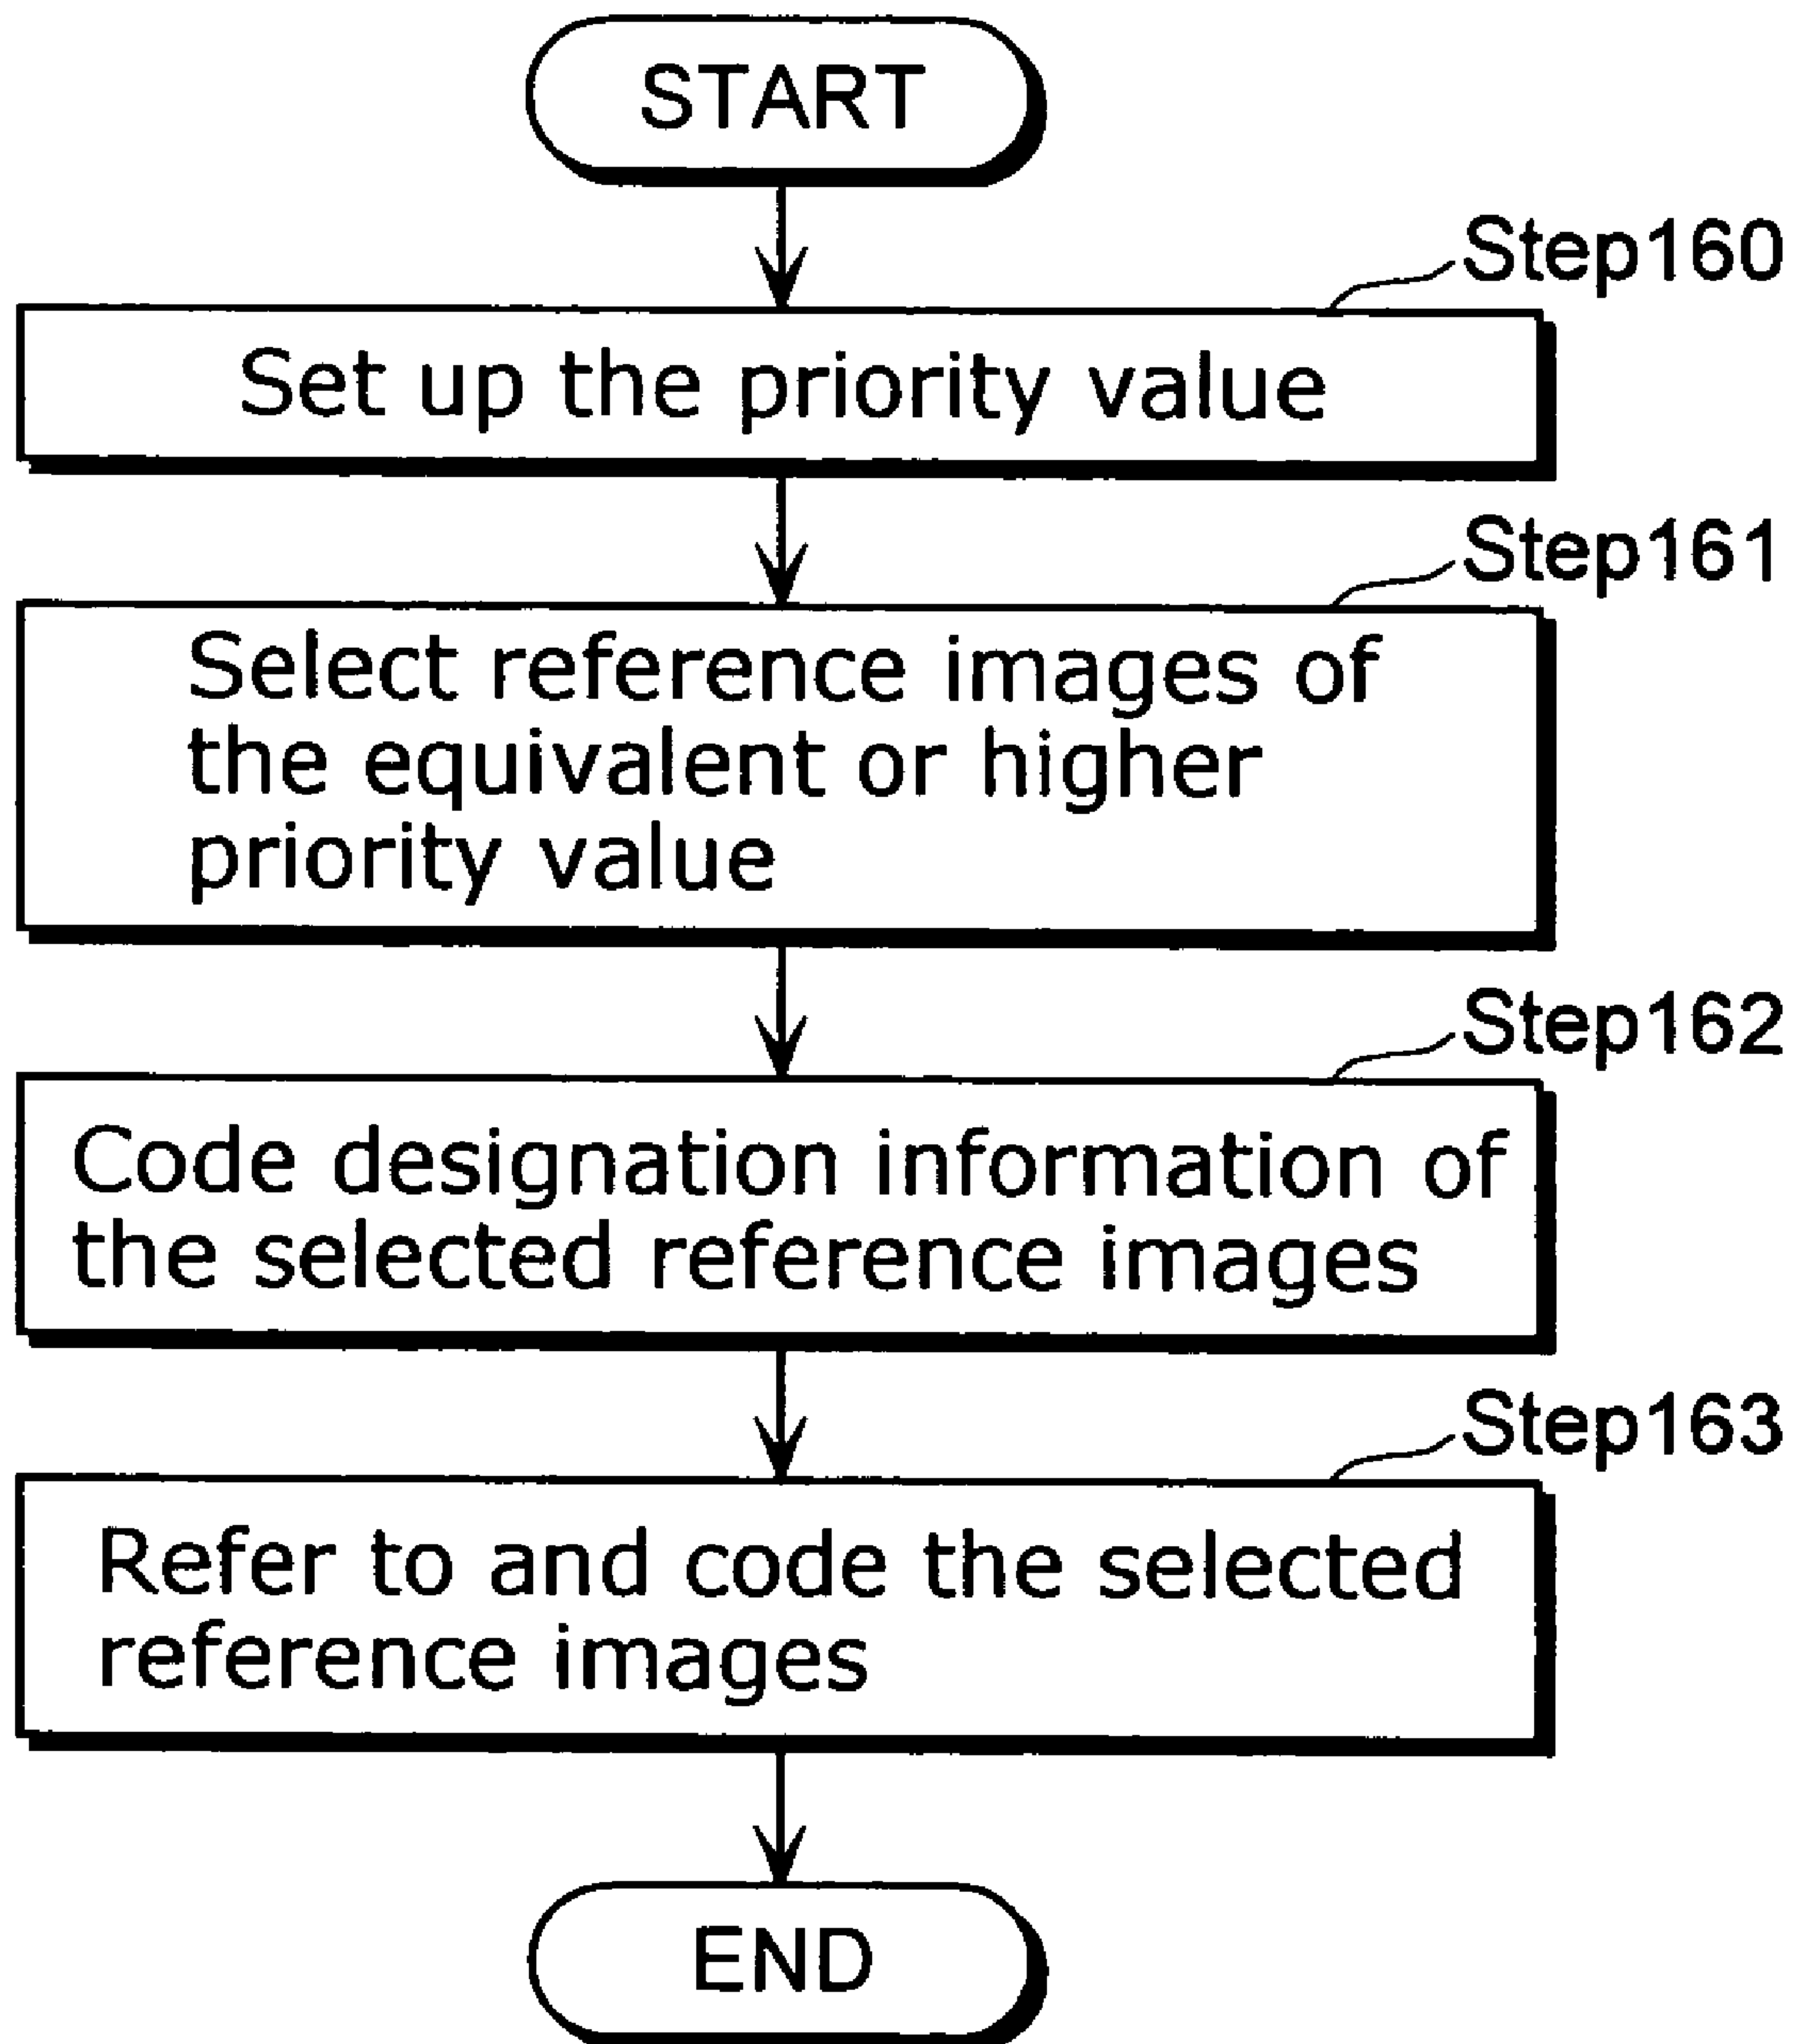 START
Step160
Set up the priority value
Step161
Select reference images of
the equivalent or higher
priority value
Step162
Code designation information of
the selected reference images
Step163
Refer to and code the selected
reference images
END